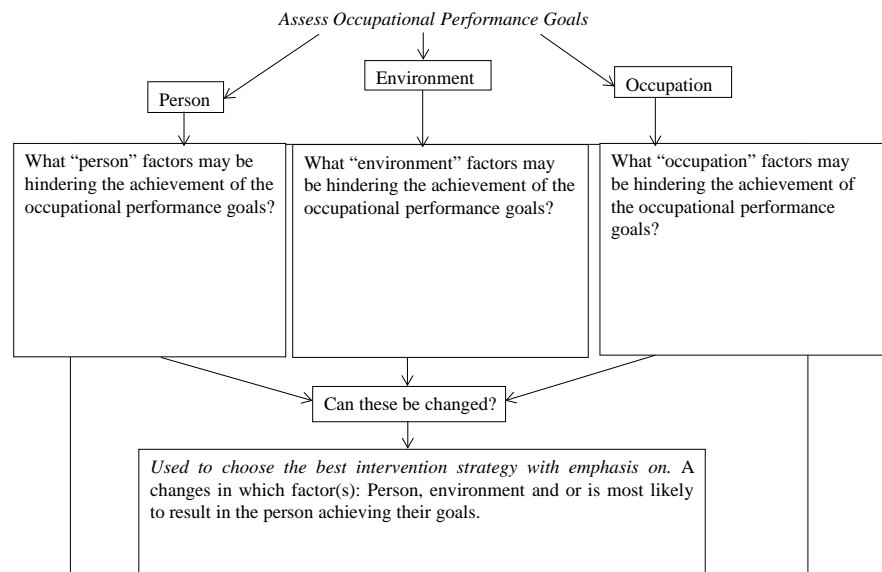 Assess Occupational Performance Goals
Person
Environment
Occupation
What “person” factors may be
hindering the achievement of the
occupational performance goals?
What “environment” factors may
be hindering the achievement of the
occupational performance goals?
What “occupation” factors may
be hindering the achievement of
the occupational performance
goals?
Can these be changed?
Used to choose the best intervention strategy with emphasis on. A
changes in which factor(s): Person, environment and or is most likely
to result in the person achieving their goals.